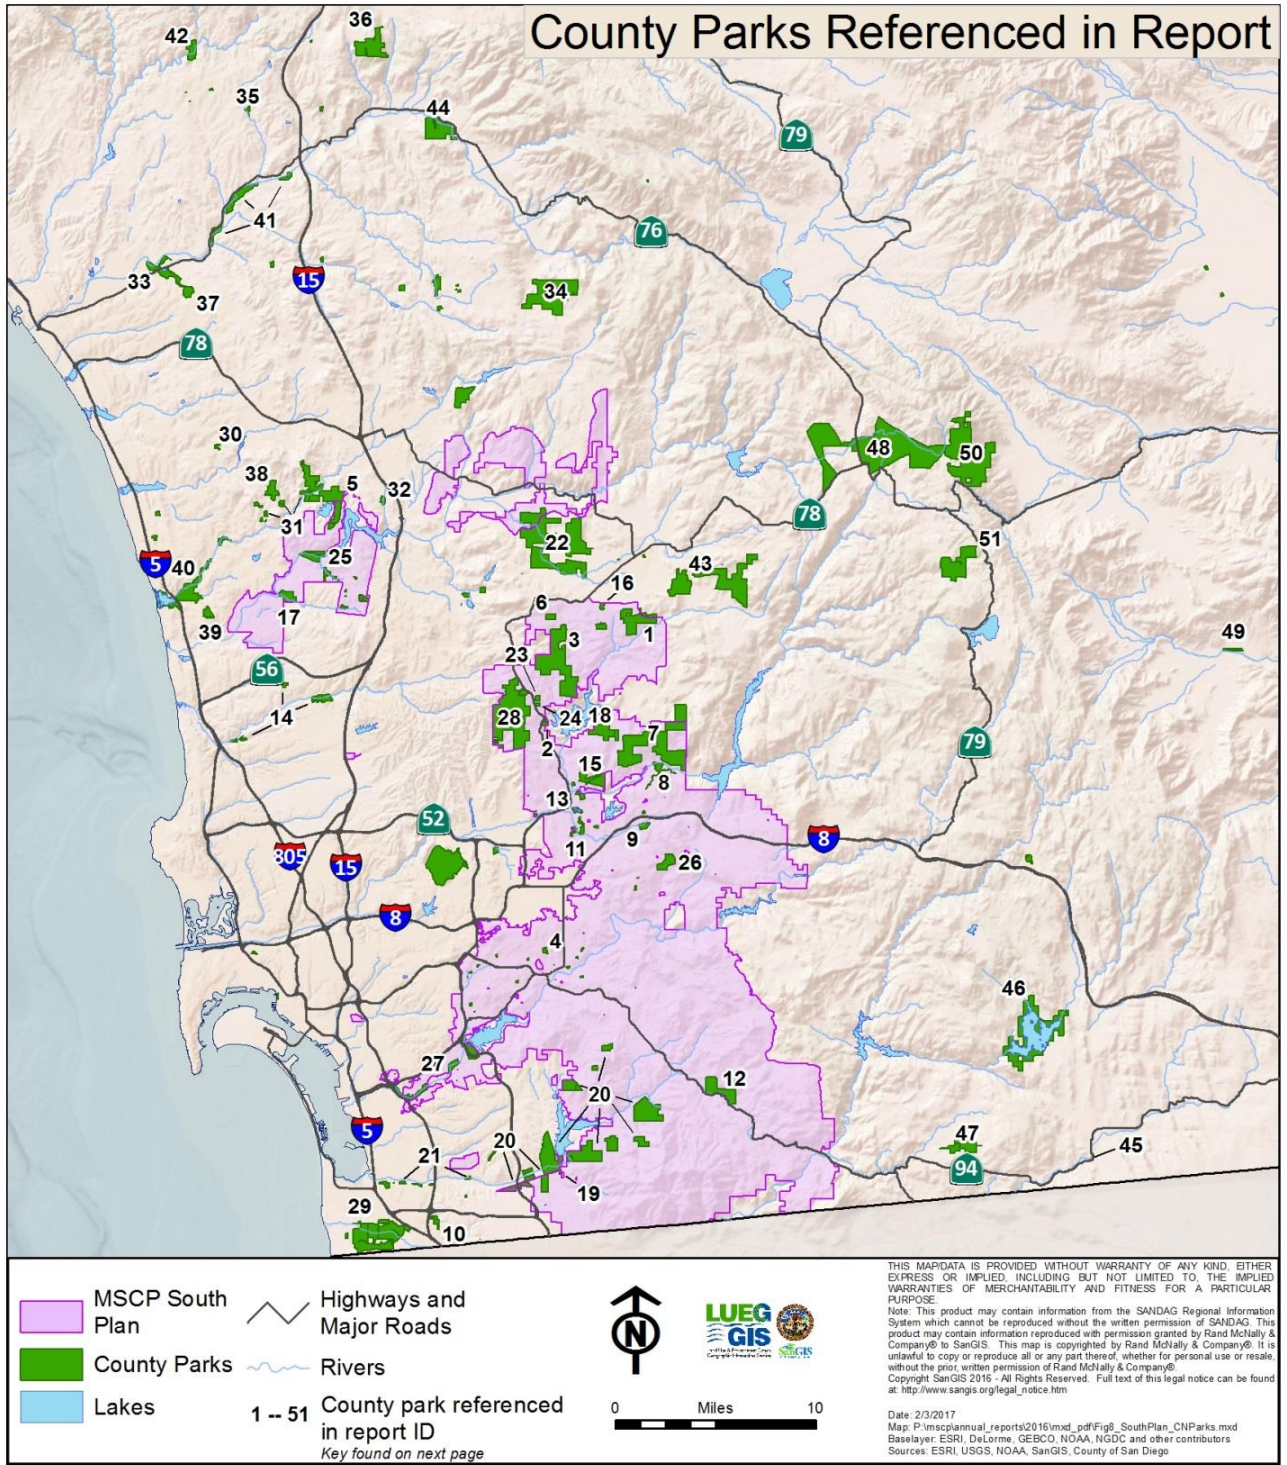 County Parks Referenced in Report
36
42
35
44
79
41
76
33
15
37
34
78
30
48
50
38
5
32
31
78
22
51
25
5
40
43
16
17
6
39
1
49
3
23
56
14
28
24
18
7
2
79
15
8
13
52
9
8
805
15
11
26
8
4
46
27
12
20
5
47
20
21
45
94
19
29
10
MSCP South
Plan
County Parks
Lakes
Highways and
Major Roads
Rivers
1 -- 51
County park referenced
in report ID
Key found on next page
N
0 Miles 10
LUEG
GIS
SanGIS
THIS MAP/DATA IS PROVIDED WITHOUT WARRANTY OF ANY KIND, EITHER
EXPRESS OR IMPLIED, INCLUDING BUT NOT LIMITED TO, THE IMPLIED
WARRANTIES OF MERCHANTABILITY AND FITNESS FOR A PARTICULAR
PURPOSE.
Note: This product may contain information from the SANDAG Regional Information
System which cannot be reproduced without the written permission of SANDAG. This
product may contain information reproduced with permission granted by Rand McNally &
Company® to SanGIS. This map is copyrighted by Rand McNally & Company®. It is
unlawful to copy or reproduce all or any part thereof, whether for personal use or resale,
without the prior, written permission of Rand McNally & Company®.
Copyright SanGIS 2016 - All Rights Reserved. Full text of this legal notice can be found
at: http://www.sangis.org/legal_notice.htm
Date: 2/3/2017
Map: P:\mscp\annual_reports\2016\mxd_pdf\Fig8_SouthPlan_CNParks.mxd
Baselayer: ESRI, DeLorme, GEBCO, NOAA, NGDC and other contributors
Sources: ESRI, USGS, NOAA, SanGIS, County of San Diego